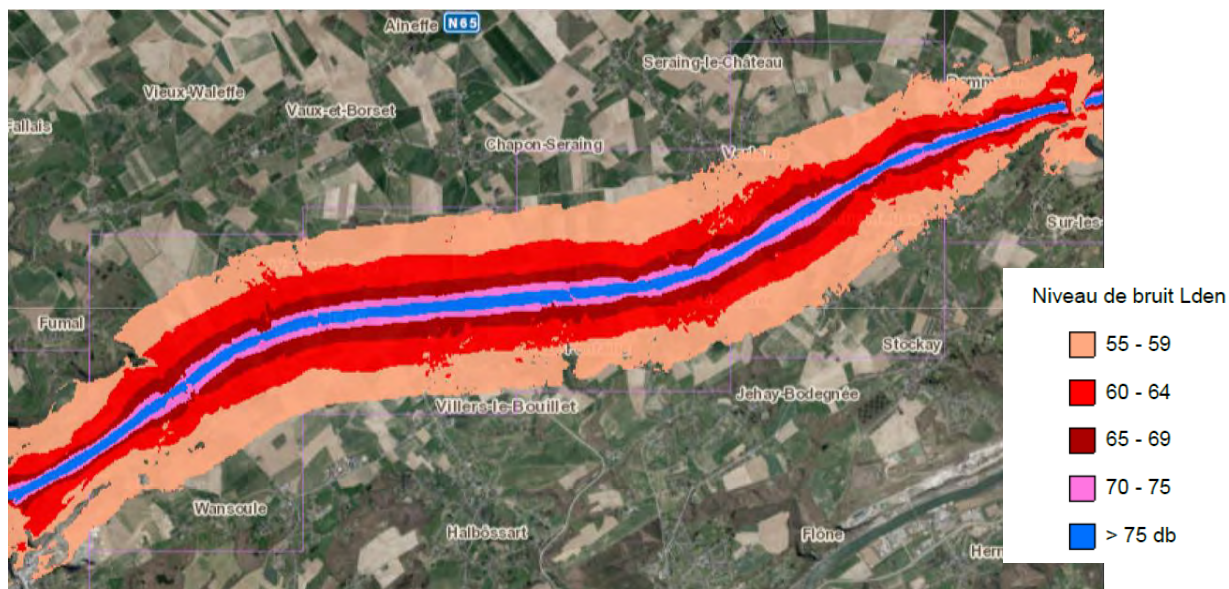 Aineffe N65
Seraing-le-Château
Vieux-Waleffe
Vaux-et-Borset
Fallais
Chapon-Seraing
Sur-les-
Niveau de bruit Lden
55 - 59
Fumal
Stockay
60 - 64
Jehay-Bodegnée
Villers-le-Bouillet
65 - 69
70 - 75
Wansoule
Halbossart
Flône
> 75 db